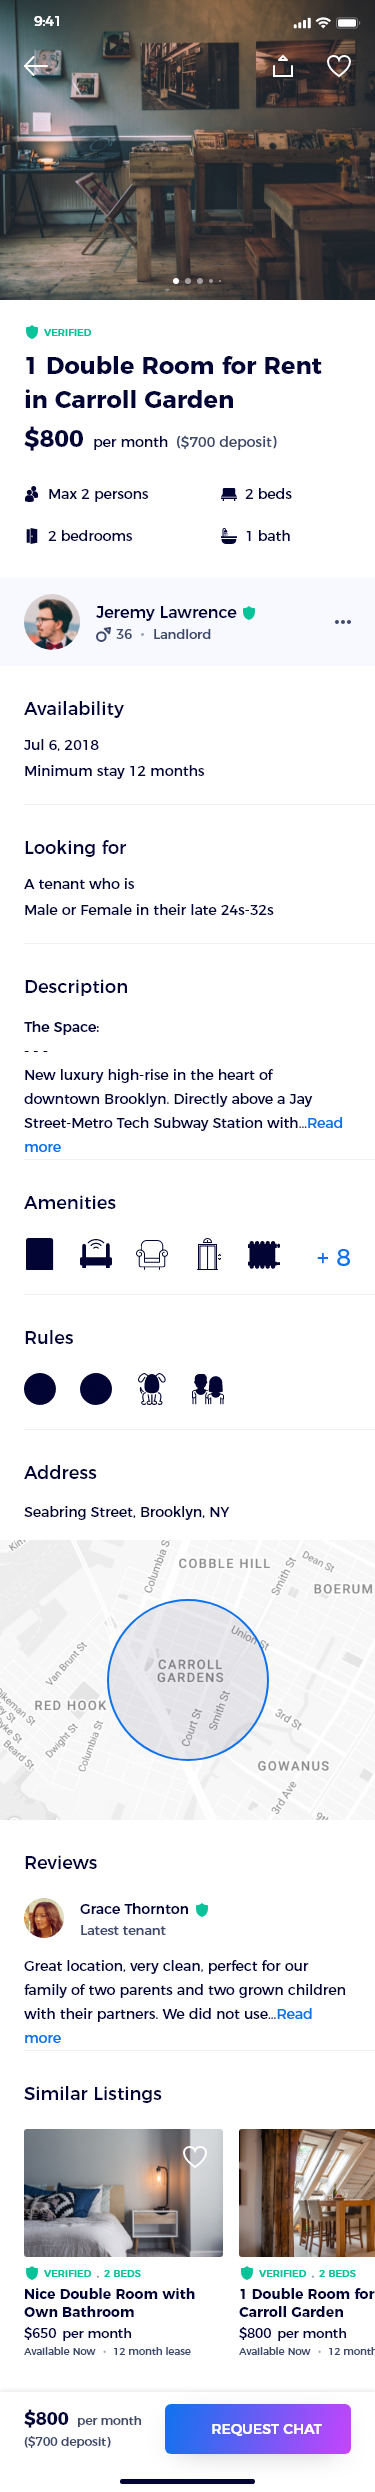 9:41
VERIFIED
1 Double Room for Rent
in Carroll Garden
$800 per month ($700 deposit)
Max 2 persons
2 beds
2 bedrooms
1 bath
Jeremy Lawrence
36 • Landlord
Availability
Jul 6, 2018
Minimum stay 12 months
Looking for
A tenant who is
Male or Female in their late 24s-32s
Description
The Space:
- - -
New luxury high-rise in the heart of
downtown Brooklyn. Directly above a Jay
Street-Metro Tech Subway Station with...Read
more
Amenities
+ 8
Rules
Address
Seabring Street, Brooklyn, NY
Columbia S
COBBLE HILL
Smith St
Dean St
BOERUM
Union St
Van Brunt St
CARROLL
GARDENS
RED HOOK
Beard St
Dwight St
Columbia St
Court St
Smith St
3rd St
GOWANUS
3rd Ave
Reviews
Grace Thornton
Latest tenant
Great location, very clean, perfect for our
family of two parents and two grown children
with their partners. We did not use...Read
more
Similar Listings
VERIFIED . 2 BEDS
Nice Double Room with
Own Bathroom
$650 per month
Available Now • 12 month lease
VERIFIED . 2 BEDS
1 Double Room for
Carroll Garden
$800 per month
Available Now • 12 month
$800 per month
($700 deposit)
REQUEST CHAT